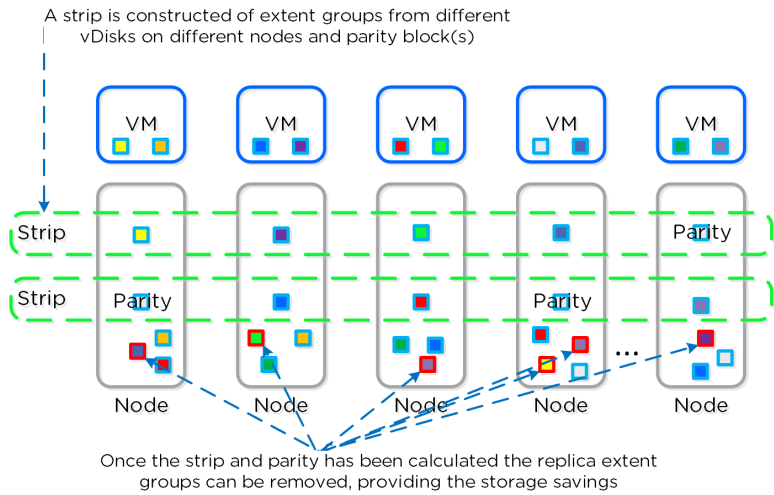 A strip is constructed of extent groups from different
vDisks on different nodes and parity block(s)
VM VM VM VM VM
Strip Parity
Strip Parity Parity
...
Node Node Node Node Node
Once the strip and parity has been calculated the replica extent
groups can be removed, providing the storage savings